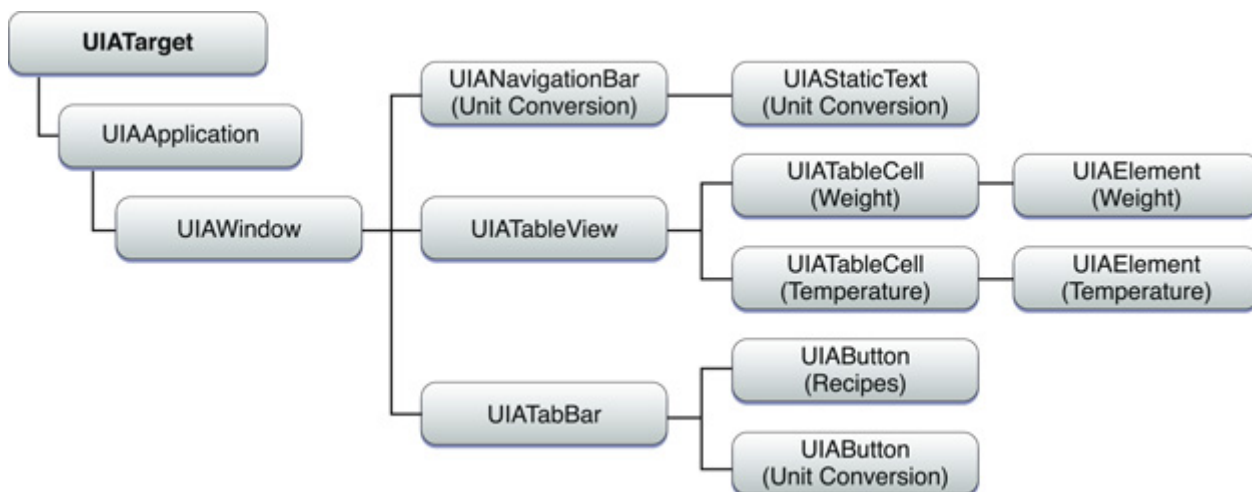 UIATarget
UIAApplication
UIAWindow
UIANavigationBar
(Unit Conversion)
UIAStaticText
(Unit Conversion)
UIATableView
UIATableCell
(Weight)
UIAElement
(Weight)
UIATableCell
(Temperature)
UIAElement
(Temperature)
UIATabBar
UIAButton
(Recipes)
UIAButton
(Unit Conversion)